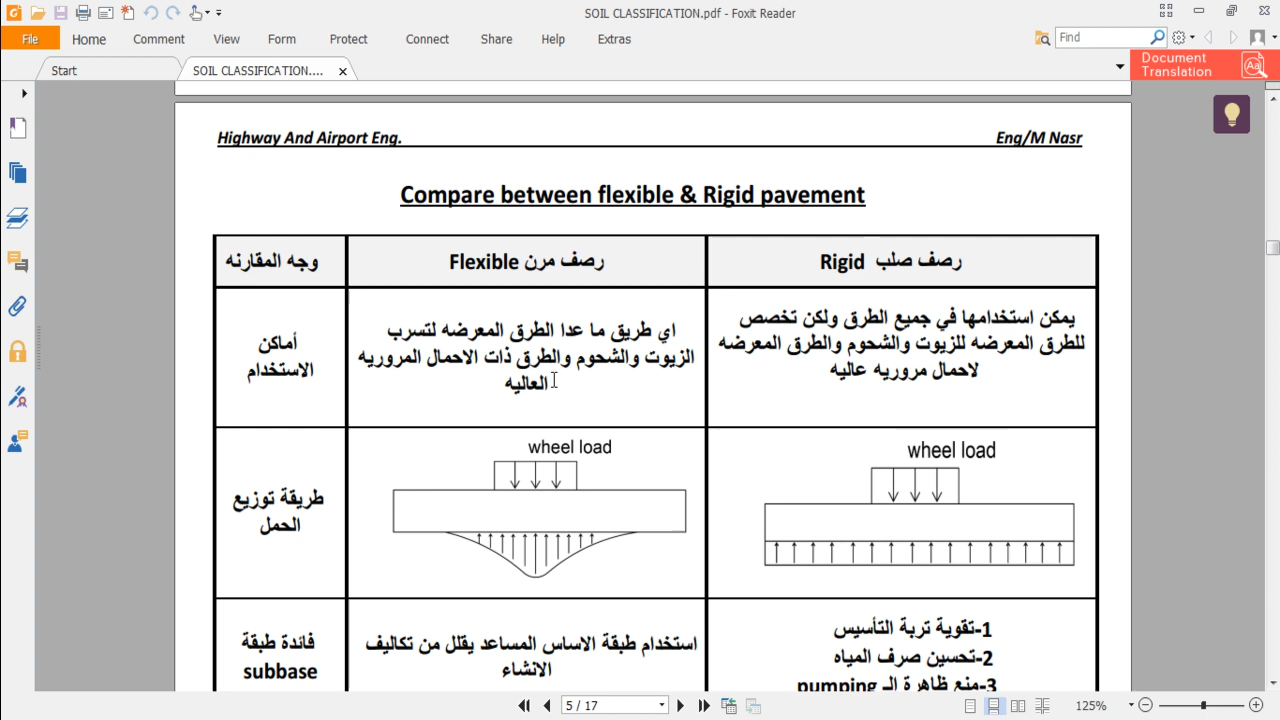 SOIL CLASSIFICATION.pdf - Foxit Reader
File Home Comment View Form Protect Connect Share Help Extras Find
Start SOIL CLASSIFICATION.... Document
Translation
Highway And Airport Eng. Eng/M Nasr
Compare between flexible & Rigid pavement
وجه المقارنه
رصف مرن Flexible
رصف صلب Rigid
أماكن
الاستخدام
اي طريق ما عدا الطرق المعرضه لتسرب
الزيوت والشحوم والطرق ذات الاحمال المروريه
العاليه
يمكن استخدامها في جميع الطرق ولكن تخصص
للطرق المعرضه للزيوت والشحوم والطرق المعرضه
لاحمال مروريه عاليه
طريقة توزيع
الحمل
wheel load
wheel load
فائدة طبقة
subbase
استخدام طبقة الاساس المساعد يقلل من تكاليف
الانشاء
1-تقوية تربة التأسيس
2-تحسين صرف المياه
3-منع ظاهرة الـ pumping
5 / 17
125%